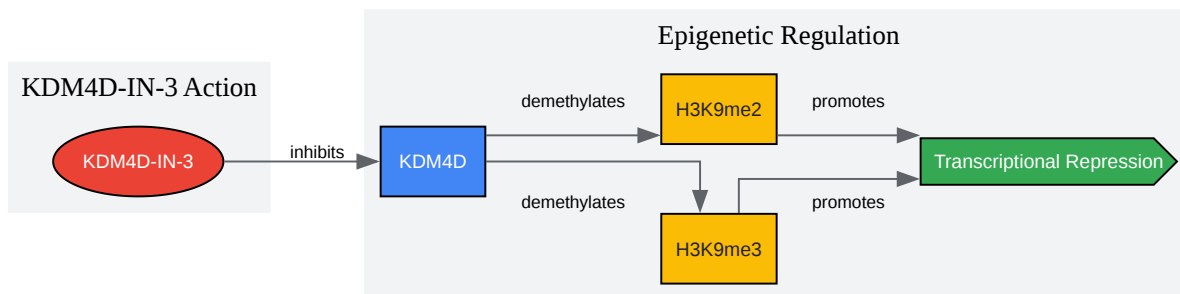 Epigenetic Regulation
KDM4D-IN-3 Action
demethylates
H3K9me2
promotes
KDM4D-IN-3
inhibits
KDM4D
Transcriptional Repression
demethylates
promotes
H3K9me3